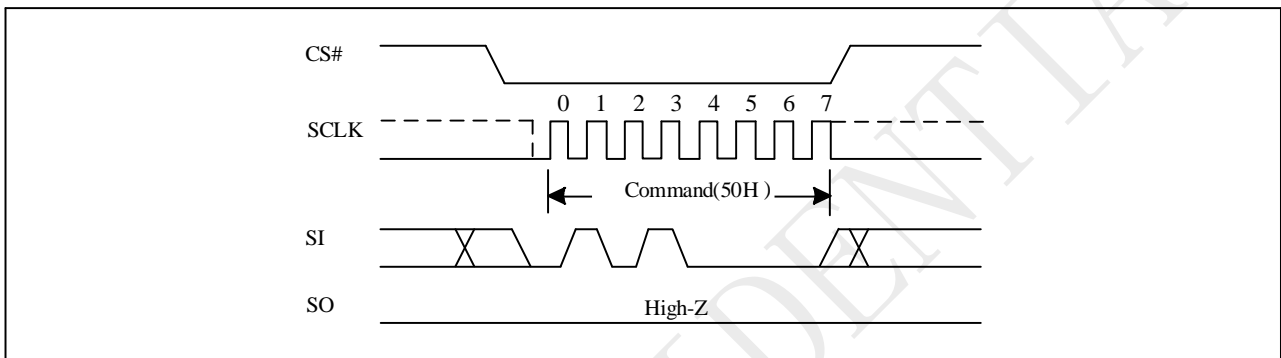 CS#
0 1 2 3 4 5 6 7
SCLK
Command(50H )
SI
SO
High-Z